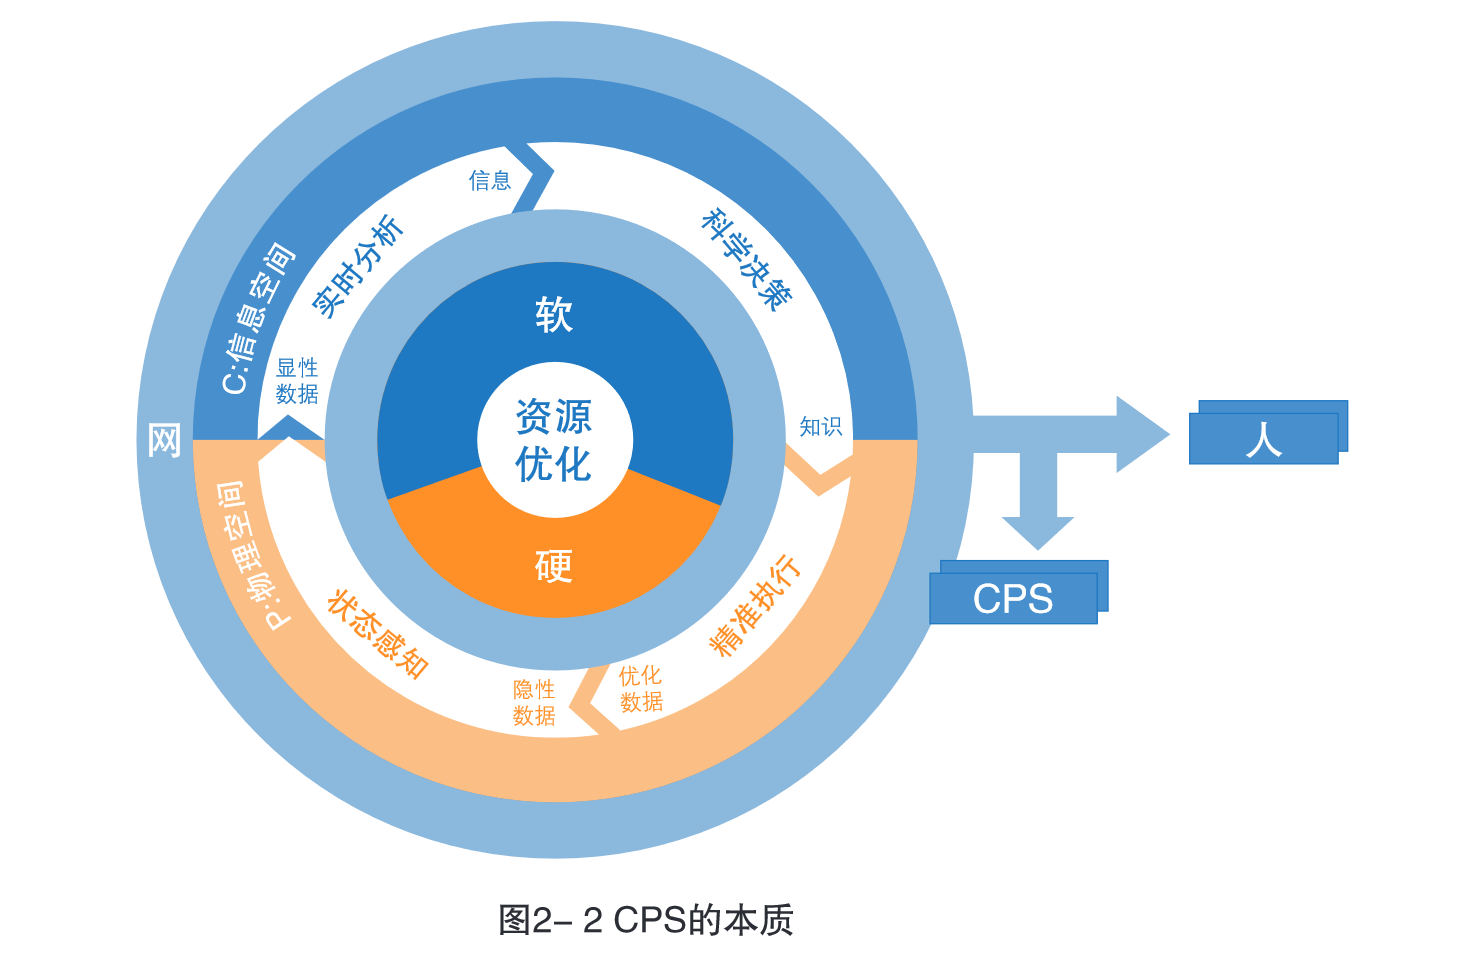 网
C:信息空间
P:物理空间
显性
数据
实时分析
信息
科学决策
知识
精准执行
优化
数据
隐性
数据
状态感知
软
资源
优化
硬
人
CPS
图2– 2 CPS的本质